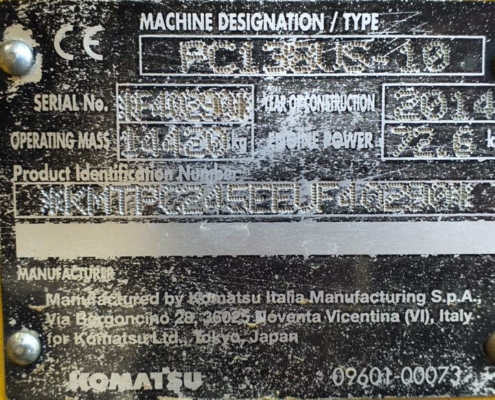 CE
MACHINE DESIGNATION / TYPE
PC138US-10
SERIAL No. YEAR OF CONSTRUCTION 2014
OPERATING MASS 14420 kg ENGINE POWER 72.6
Product Identification Number
MANUFACTURER
Manufactured by Komatsu Italia Manufacturing S.p.A.,
Via Bergoncino 28, 36025 Noventa Vicentina (VI), Italy
for Komatsu Ltd., Tokyo, Japan
KOMATSU 09601-00073